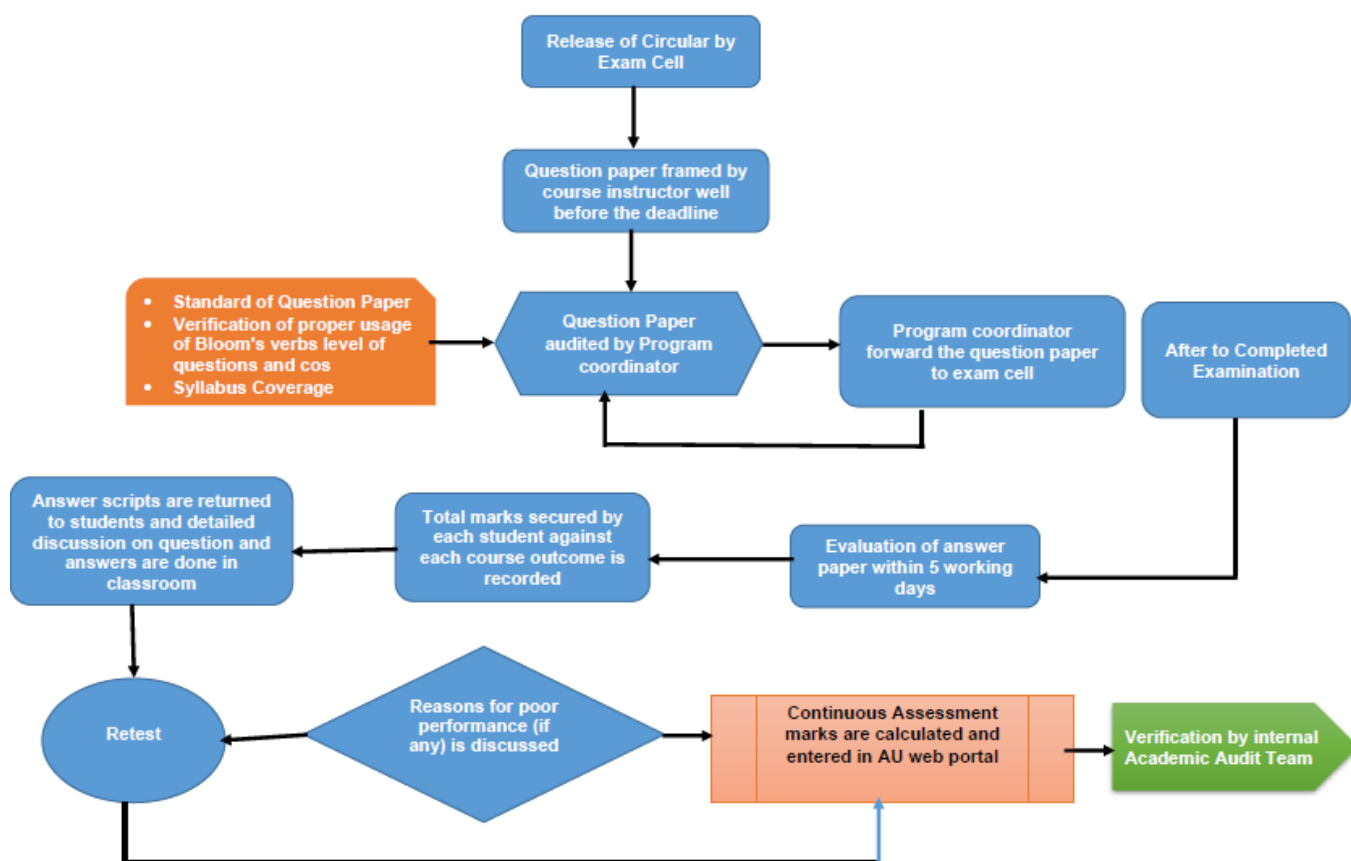 Release of Circular by
Exam Cell
Question paper framed by
course instructor well
before the deadline
• Standard of Question Paper
• Verification of proper usage
of Bloom's verbs level of
questions and cos
• Syllabus Coverage
Question Paper
audited by Program
coordinator
Program coordinator
forward the question paper
to exam cell
After to Completed
Examination
Answer scripts are returned
to students and detailed
discussion on question and
answers are done in
classroom
Total marks secured by
each student against
each course outcome is
recorded
Evaluation of answer
paper within 5 working
days
Retest
Reasons for poor
performance (if
any) is discussed
Continuous Assessment
marks are calculated and
entered in AU web portal
Verification by internal
Academic Audit Team